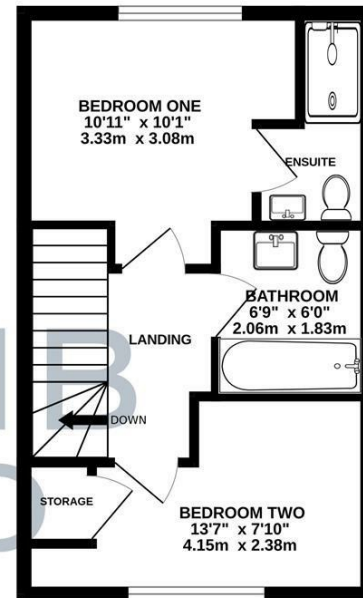 BEDROOM ONE
10'11" x 10'1"
3.33m x 3.08m
ENSUITE
BATHROOM
6'9" x 6'0"
2.06m x 1.83m
LANDING
DOWN
STORAGE
BEDROOM TWO
13'7" x 7'10"
4.15m x 2.38m